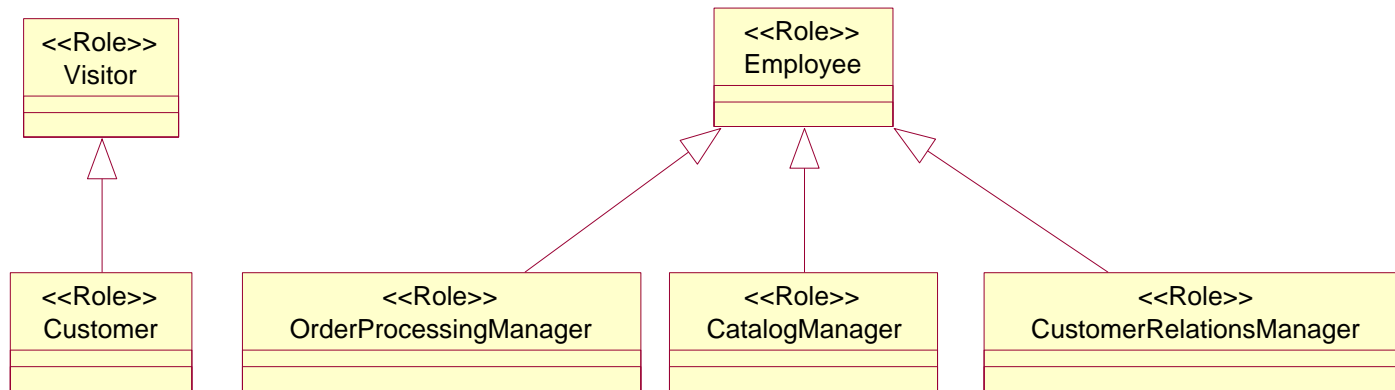 <<Role>>
Visitor
<<Role>>
Employee
<<Role>>
Customer
<<Role>>
OrderProcessingManager
<<Role>>
CatalogManager
<<Role>>
CustomerRelationsManager